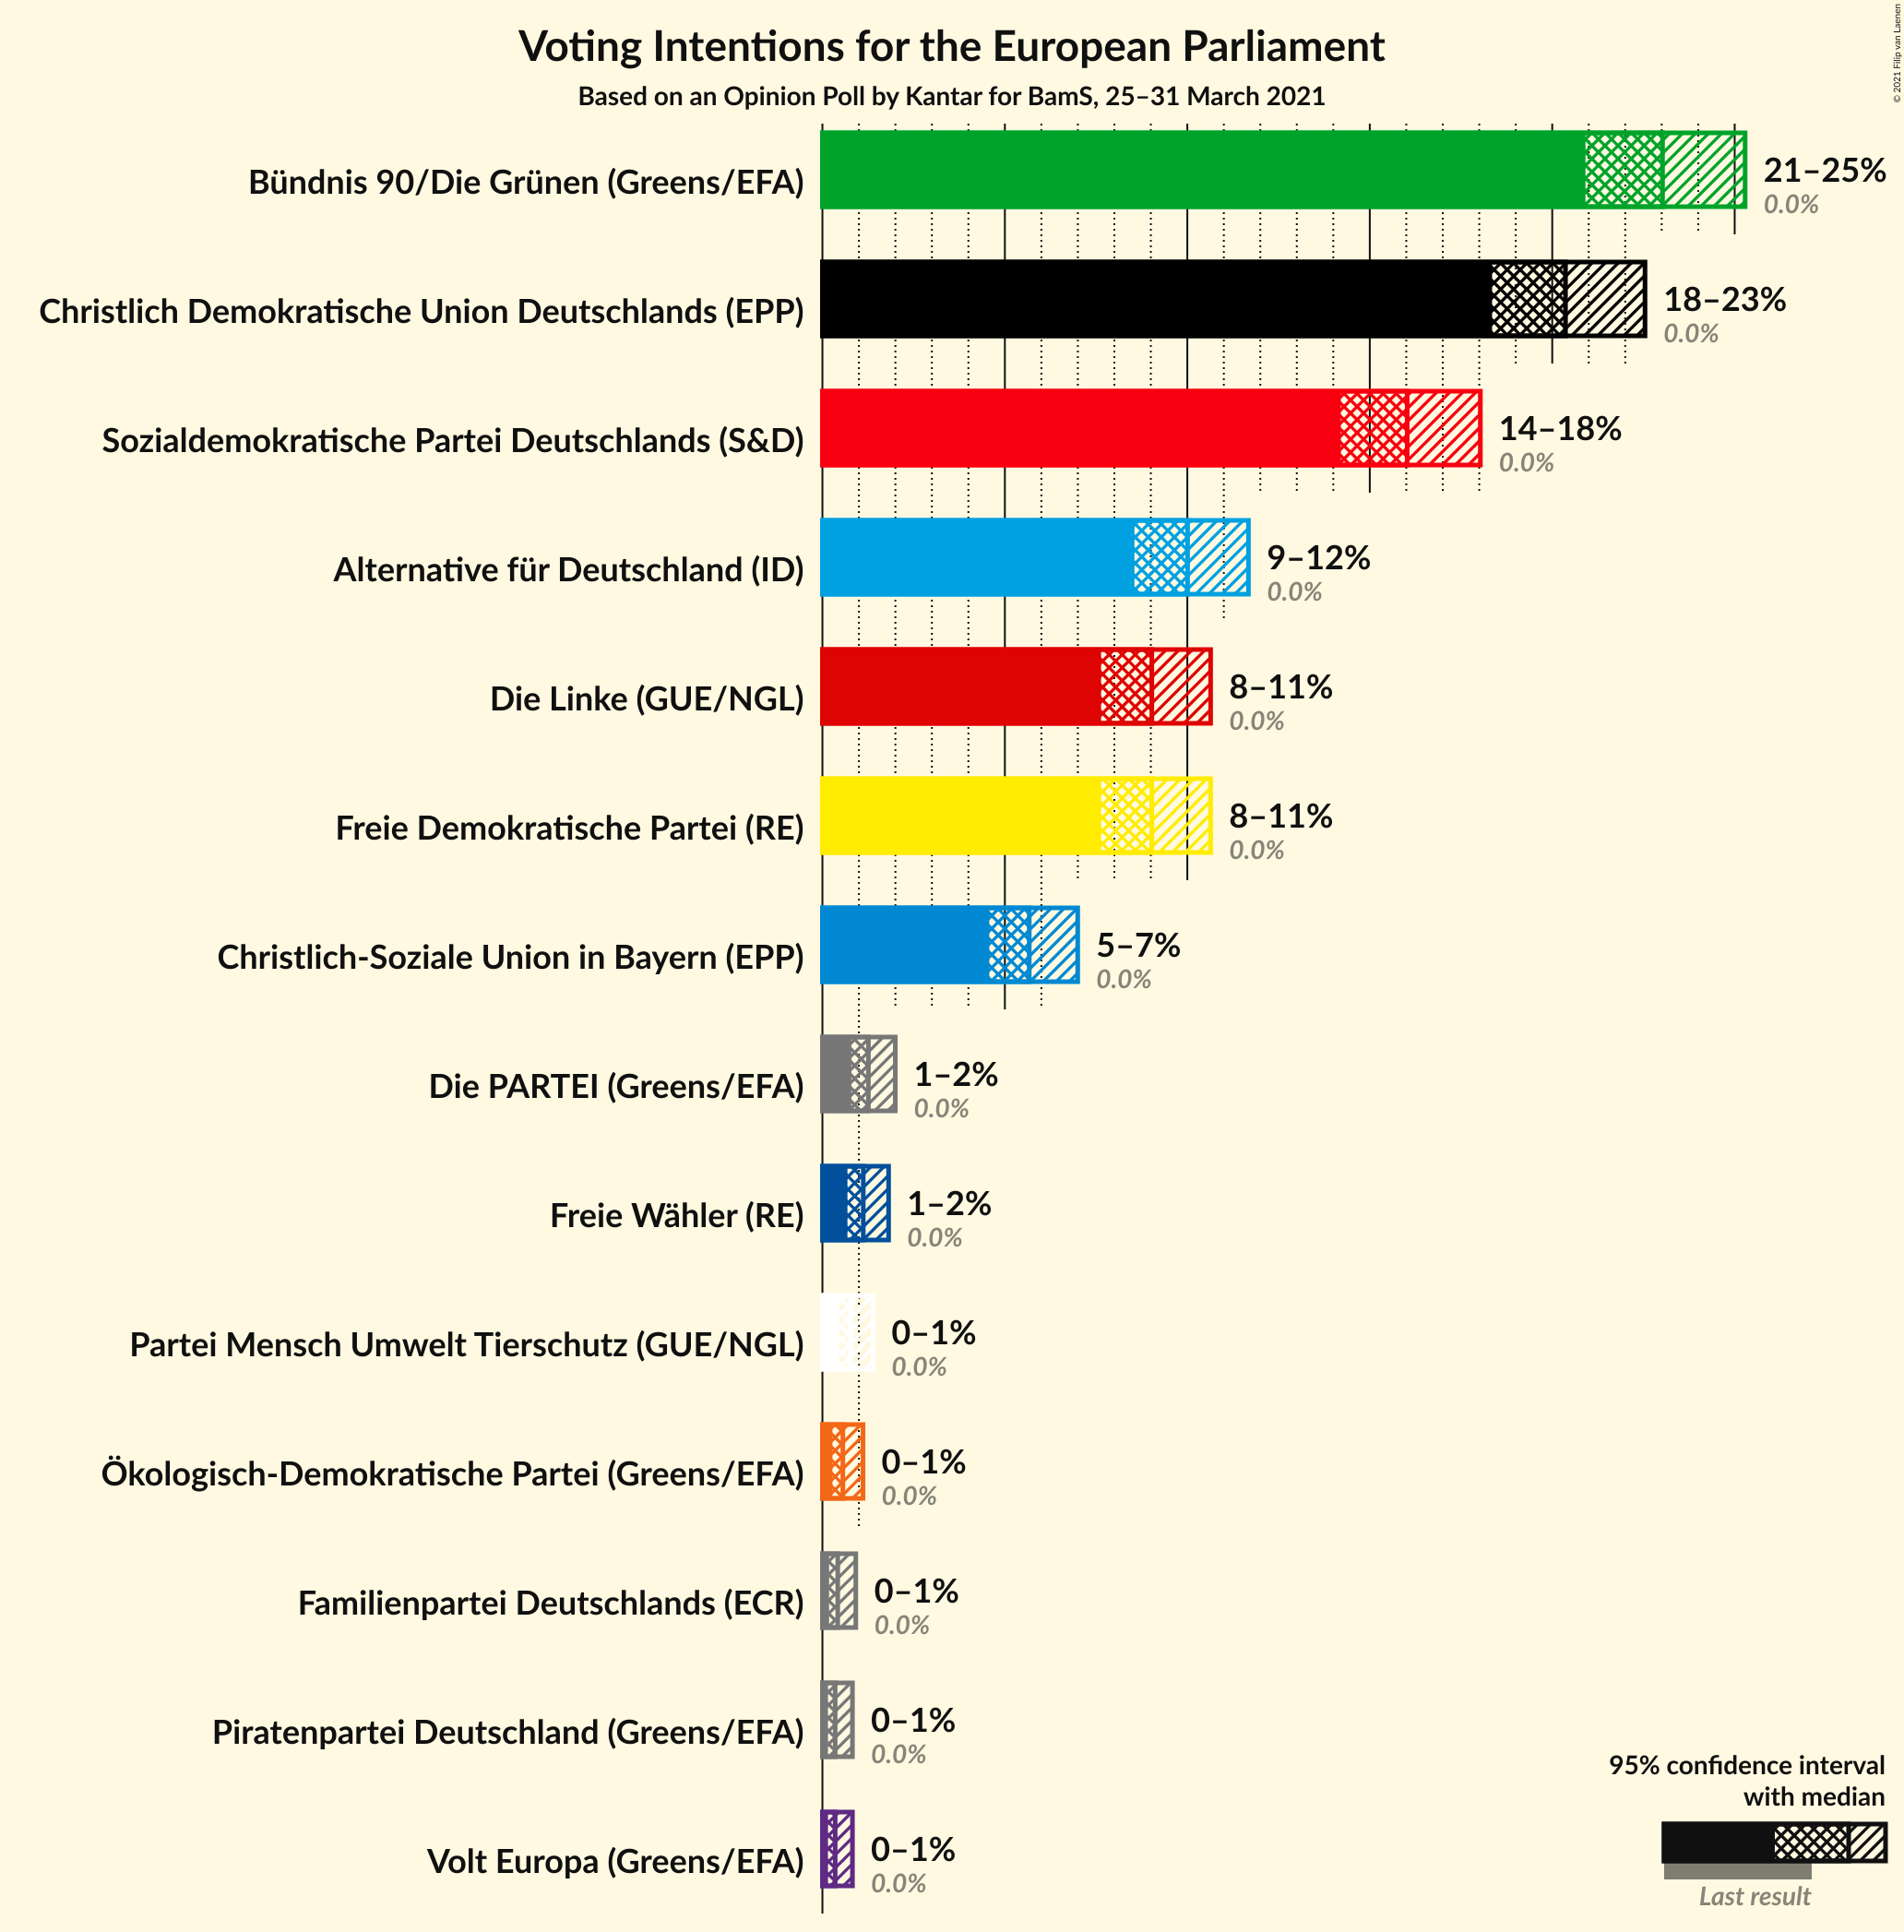 Voting Intentions for the European Parliament
Based on an Opinion Poll by Kantar for BamS, 25–31 March 2021
© 2021 Filip van Laenen
Bündnis 90/Die Grünen (Greens/EFA)
21–25%
0.0%
Christlich Demokratische Union Deutschlands (EPP)
18–23%
0.0%
Sozialdemokratische Partei Deutschlands (S&D)
14–18%
0.0%
Alternative für Deutschland (ID)
9–12%
0.0%
Die Linke (GUE/NGL)
8–11%
0.0%
Freie Demokratische Partei (RE)
8–11%
0.0%
Christlich-Soziale Union in Bayern (EPP)
5–7%
0.0%
Die PARTEI (Greens/EFA)
1–2%
0.0%
Freie Wähler (RE)
1–2%
0.0%
Partei Mensch Umwelt Tierschutz (GUE/NGL)
0–1%
0.0%
Ökologisch-Demokratische Partei (Greens/EFA)
0–1%
0.0%
Familienpartei Deutschlands (ECR)
0–1%
0.0%
Piratenpartei Deutschland (Greens/EFA)
0–1%
0.0%
Volt Europa (Greens/EFA)
0–1%
0.0%
95% confidence interval
with median
Last result